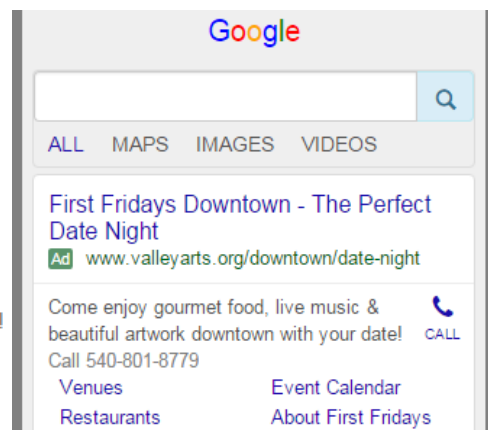 Google
ALL MAPS IMAGES VIDEOS
First Fridays Downtown - The Perfect
Date Night
Ad www.valleyarts.org/downtown/date-night
Come enjoy gourmet food, live music &
beautiful artwork downtown with your date!
CALL
Call 540-801-8779
Venues Event Calendar
Restaurants About First Fridays
!